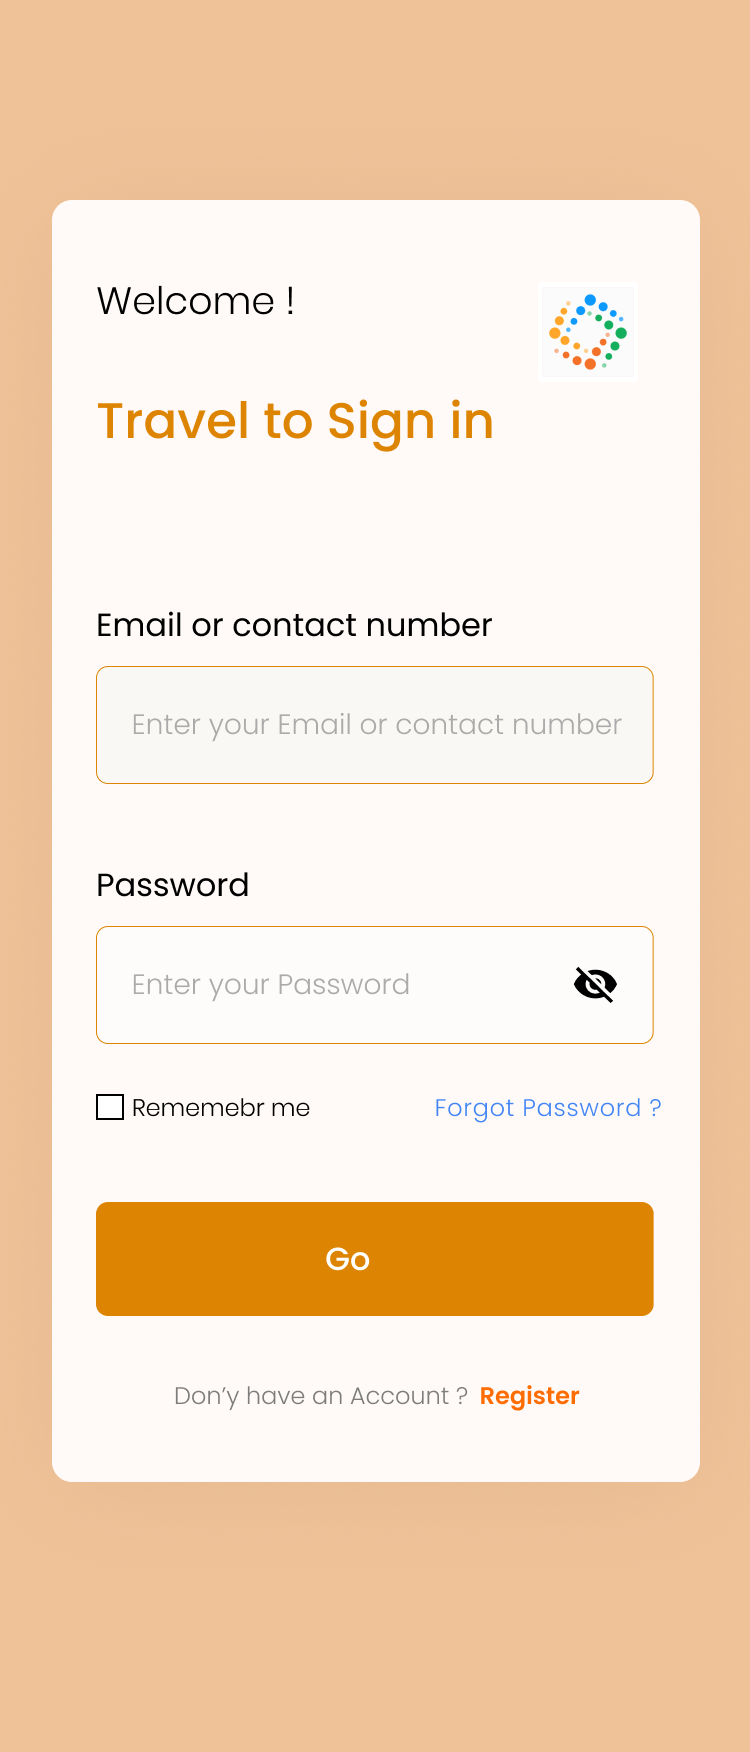 Welcome !
Travel to Sign in
Email or contact number
Enter your Email or contact number
Password
Enter your Password
Rememebr me
Forgot Password ?
Go
Don’y have an Account ? Register